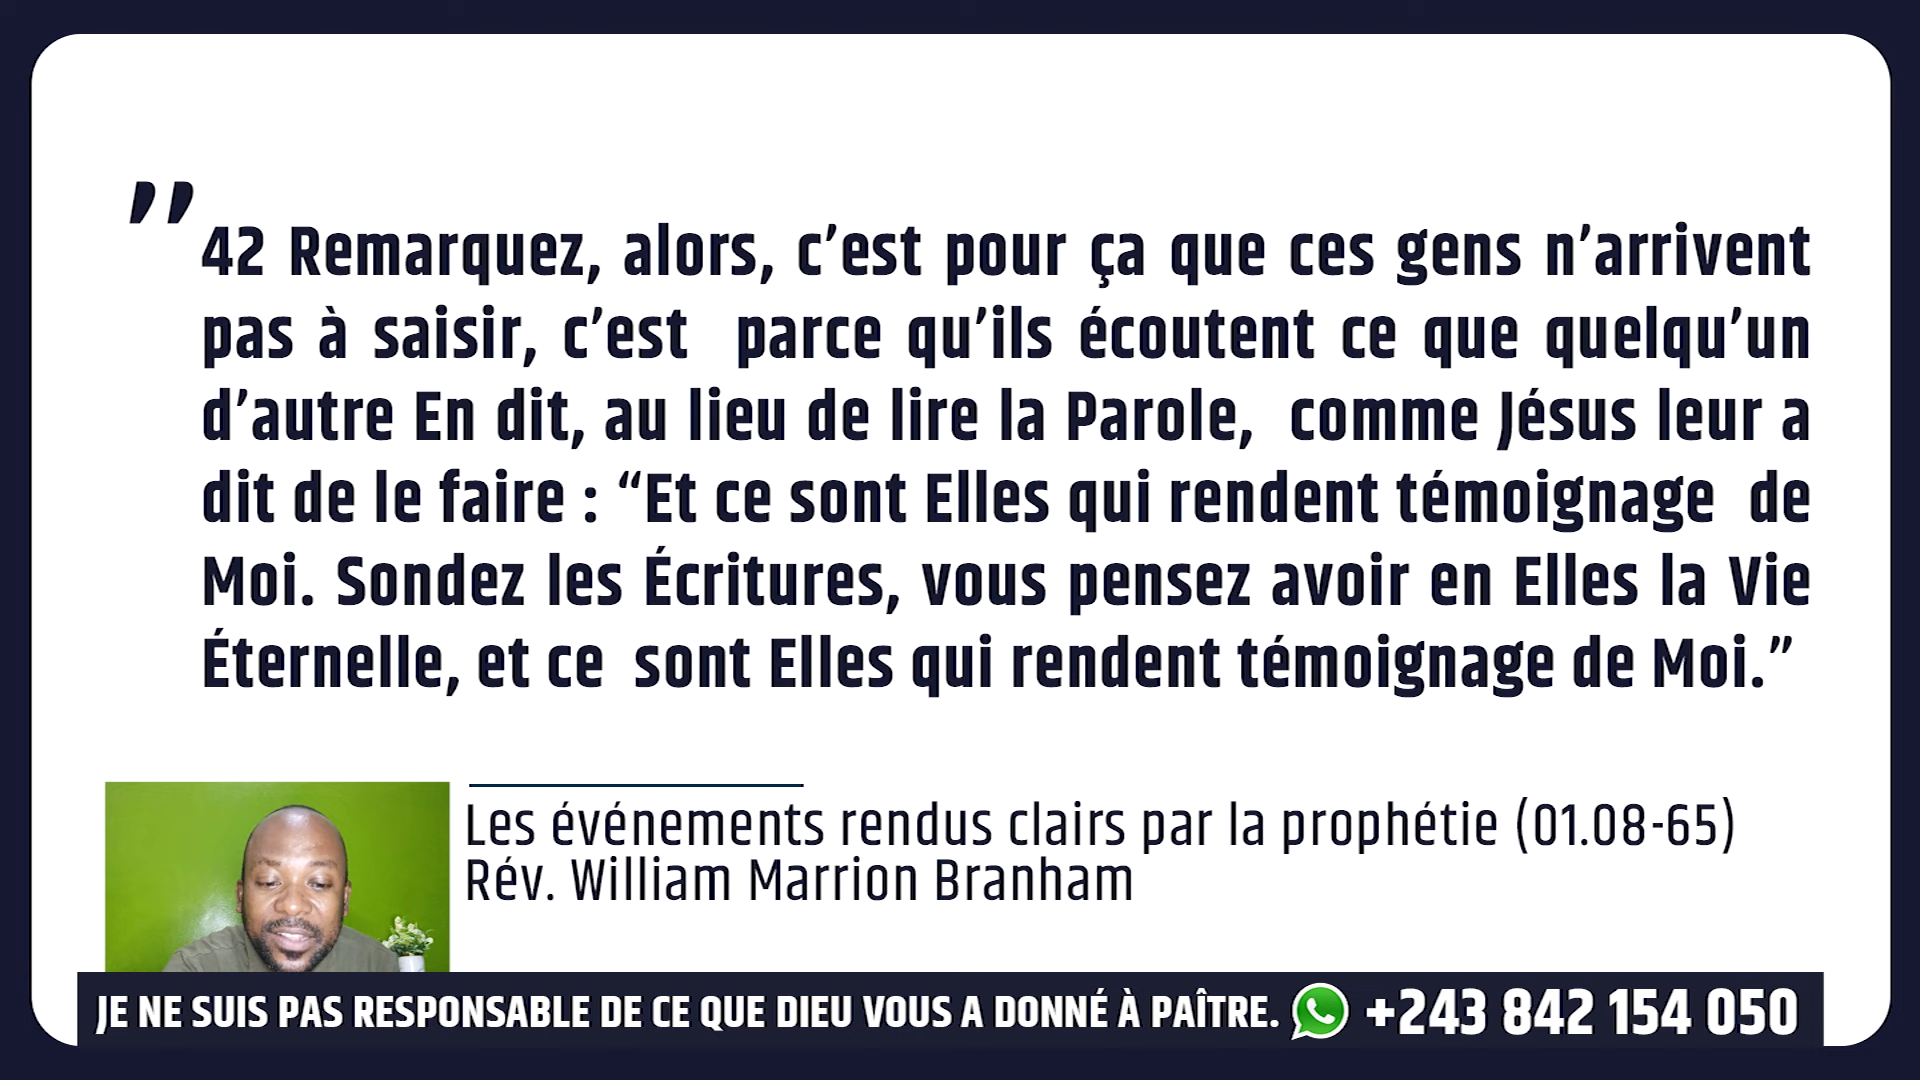 ” 42 Remarquez, alors, c’est pour ça que ces gens n’arrivent
pas à saisir, c’est parce qu’ils écoutent ce que quelqu’un
d’autre En dit, au lieu de lire la Parole, comme Jésus leur a
dit de le faire : “Et ce sont Elles qui rendent témoignage de
Moi. Sondez les Écritures, vous pensez avoir en Elles la Vie
Éternelle, et ce sont Elles qui rendent témoignage de Moi.”
Les événements rendus clairs par la prophétie (01.08-65)
Rév. William Marrion Branham
JE NE SUIS PAS RESPONSABLE DE CE QUE DIEU VOUS A DONNÉ À PAÎTRE. +243 842 154 050